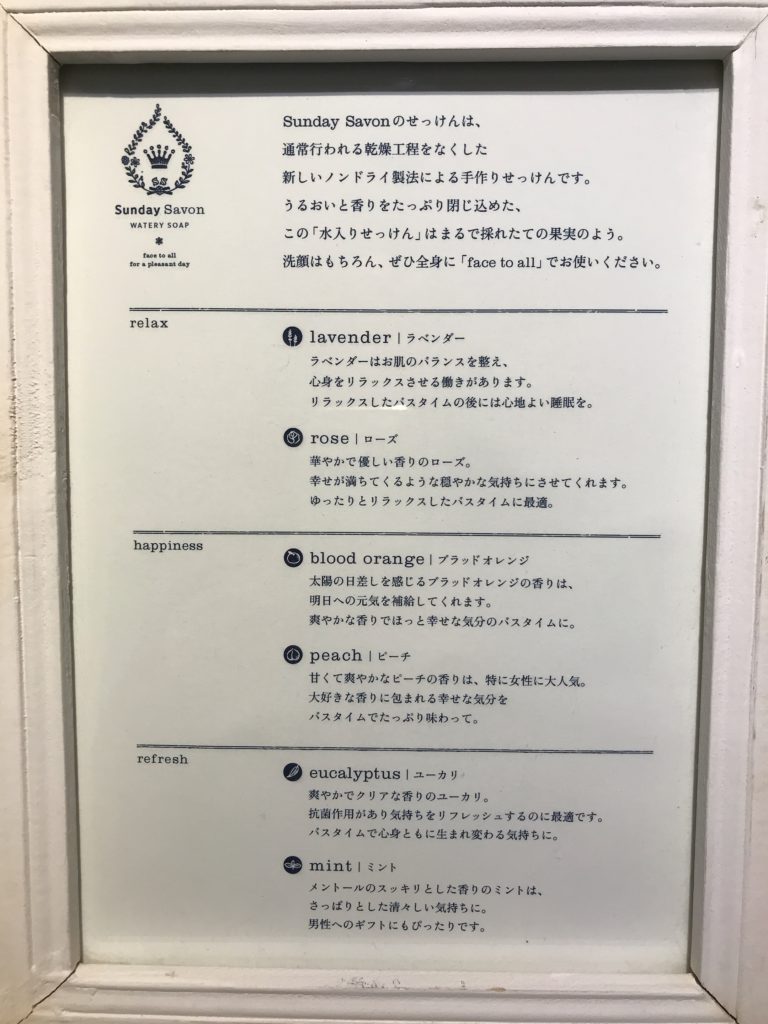 Sunday Savon
WATERY SOAP
*
face to all
for a pleasant day
Sunday Savonのせっけんは、
通常行われる乾燥工程をなくした
新しいノンドライ製法による手作りせっけんです。
うるおいと香りをたっぷり閉じ込めた、
この「水入りせっけん」はまるで採れたての果実のよう。
洗顔はもちろん、ぜひ全身に「face to all」でお使いください。
relax
lavender | ラベンダー
ラベンダーはお肌のバランスを整え、
心身をリラックスさせる働きがあります。
リラックスしたバスタイムの後には心地よい睡眠を。
rose | ローズ
華やかで優しい香りのローズ。
幸せが満ちてくるような穏やかな気持ちにさせてくれます。
ゆったりとリラックスしたバスタイムに最適。
happiness
blood orange | ブラッドオレンジ
太陽の日差しを感じるブラッドオレンジの香りは、
明日への元気を補給してくれます。
爽やかな香りでほっと幸せな気分のバスタイムに。
peach | ピーチ
甘くて爽やかなピーチの香りは、特に女性に大人気。
大好きな香りに包まれる幸せな気分を
バスタイムでたっぷり味わって。
refresh
eucalyptus | ユーカリ
爽やかでクリアな香りのユーカリ。
抗菌作用があり気持ちをリフレッシュするのに最適です。
バスタイムで心身ともに生まれ変わる気持ちに。
mint | ミント
メントールのスッキリとした香りのミントは、
さっぱりとした清々しい気持ちに。
男性へのギフトにもぴったりです。